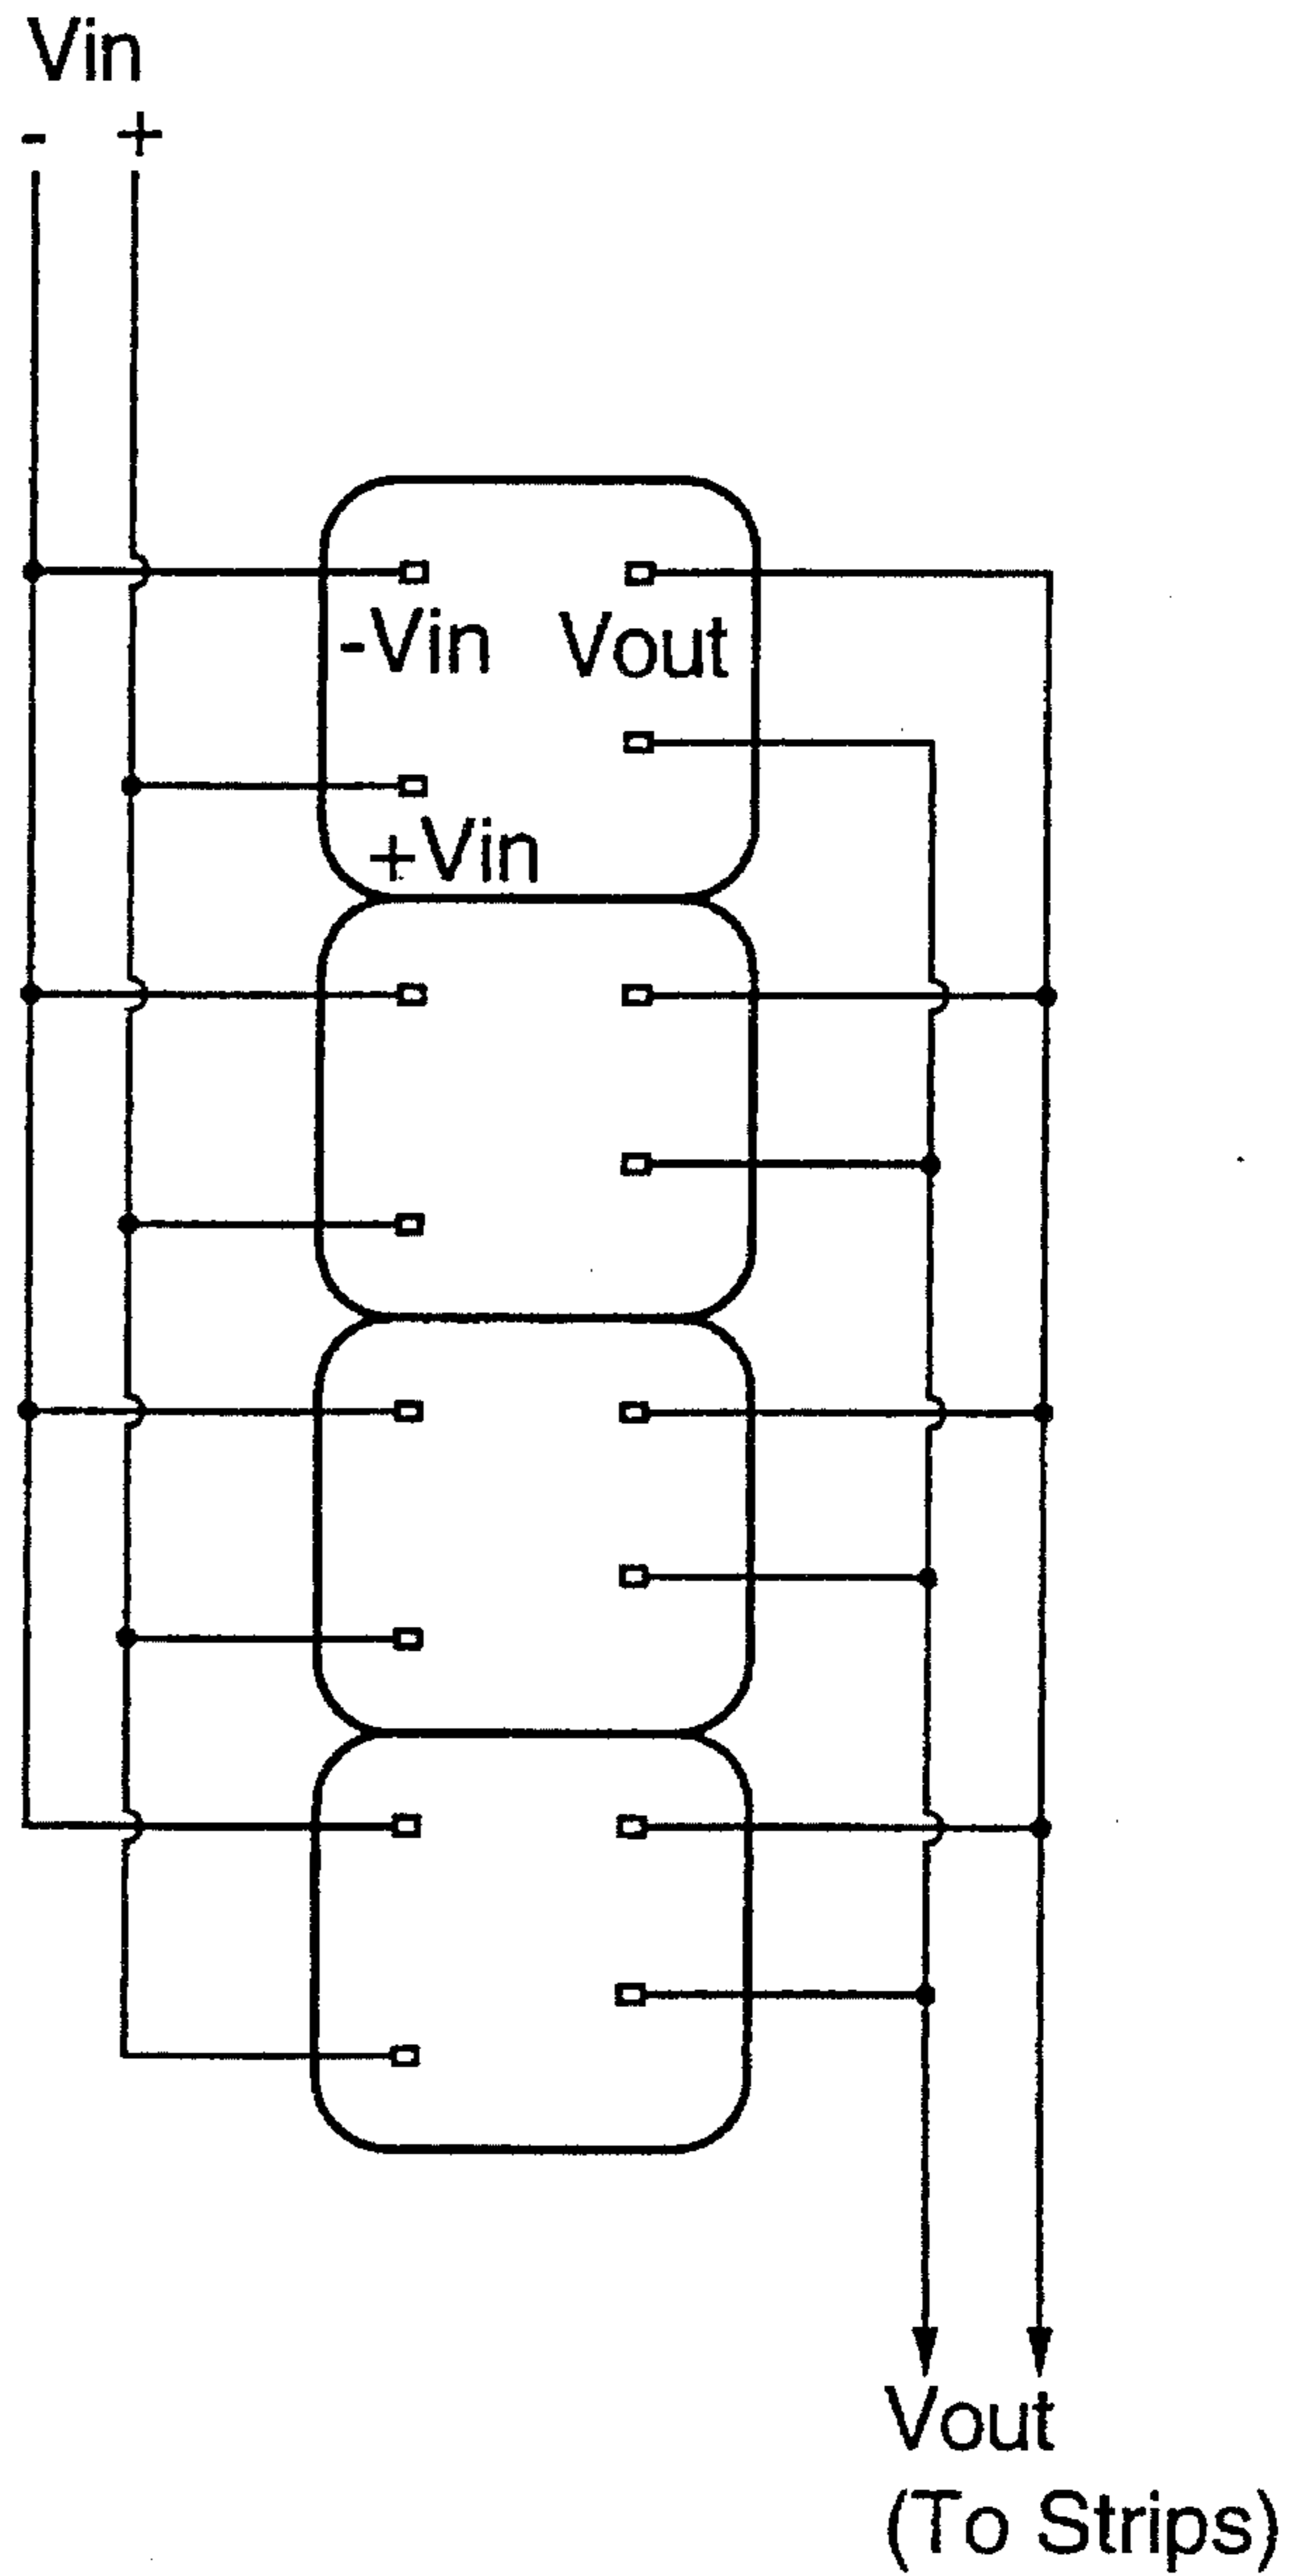 Vin
- +
-Vin Vout
+Vin
Vout
(To Strips)